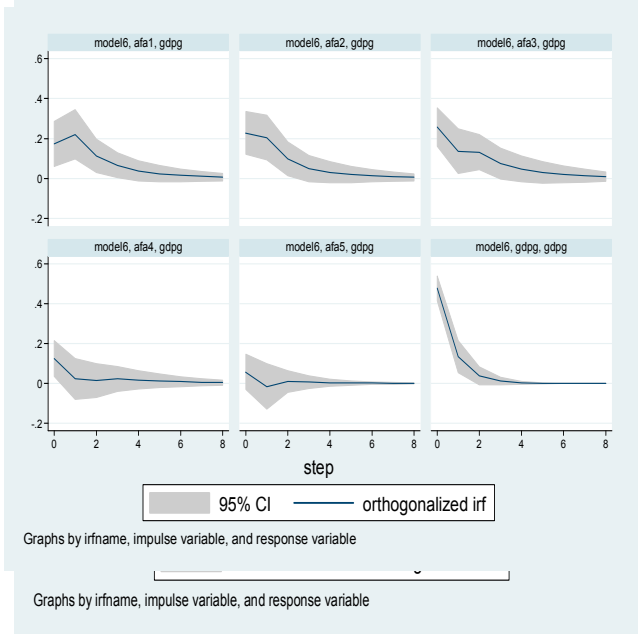 model6, afa1, gdpg
model6, afa2, gdpg
model6, afa3, gdpg
.6
.4
.2
0
-.2
model6, afa4, gdpg
model6, afa5, gdpg
model6, gdpg, gdpg
.6
.4
.2
0
-.2
0 2 4 6 8
0 2 4 6 8
0 2 4 6 8
step
95% CI
orthogonalized irf
Graphs by irfname, impulse variable, and response variable
Graphs by irfname, impulse variable, and response variable